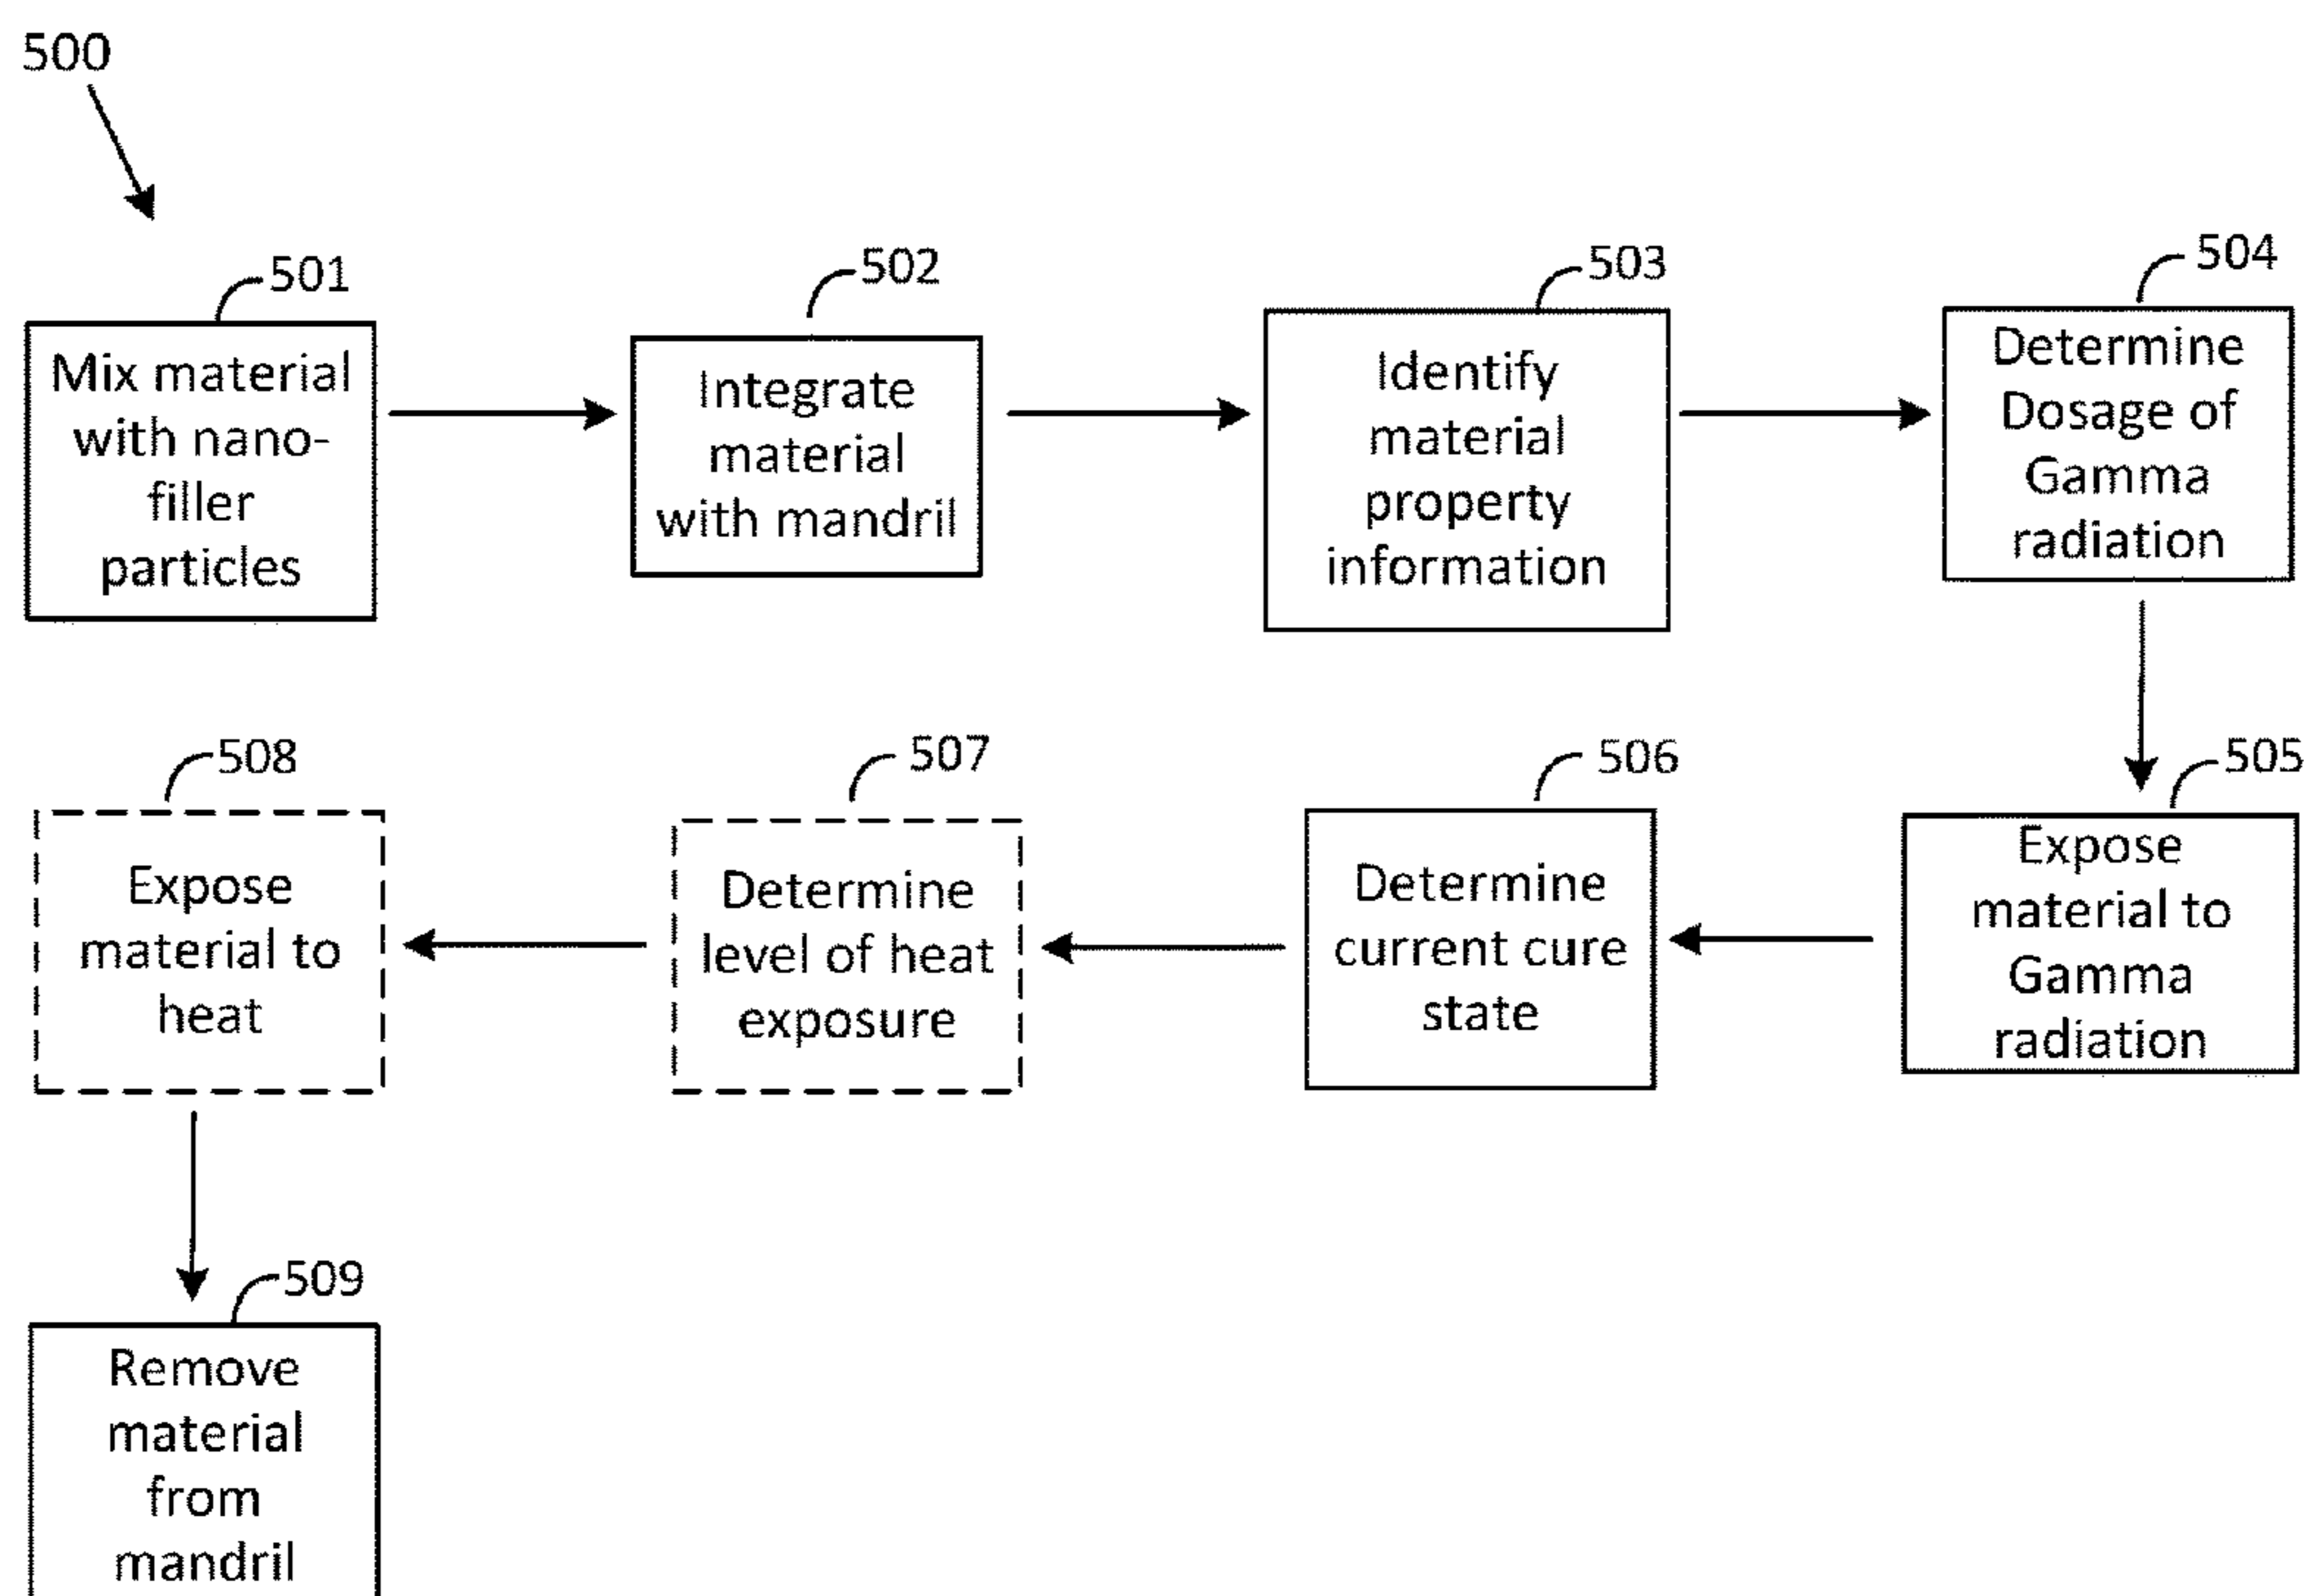 500
501
Mix material
with nano-
filler
particles
502
Integrate
material
with mandril
503
Identify
material
property
information
504
Determine
Dosage of
Gamma
radiation
505
Expose
material to
Gamma
radiation
506
Determine
current cure
state
507
Determine
level of heat
exposure
508
Expose
material to
heat
509
Remove
material
from
mandril